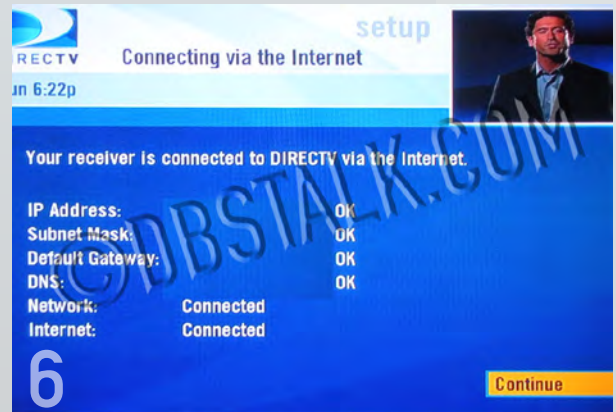 setup
RECTV Connecting via the Internet
un 6:22p
Your receiver is connected to DIRECTV via the Internet.
IP Address: OK
Subnet Mask: OK
Default Gateway: OK
DNS: OK
Network: Connected
Internet: Connected
©DBSTALK.COM
6
Continue